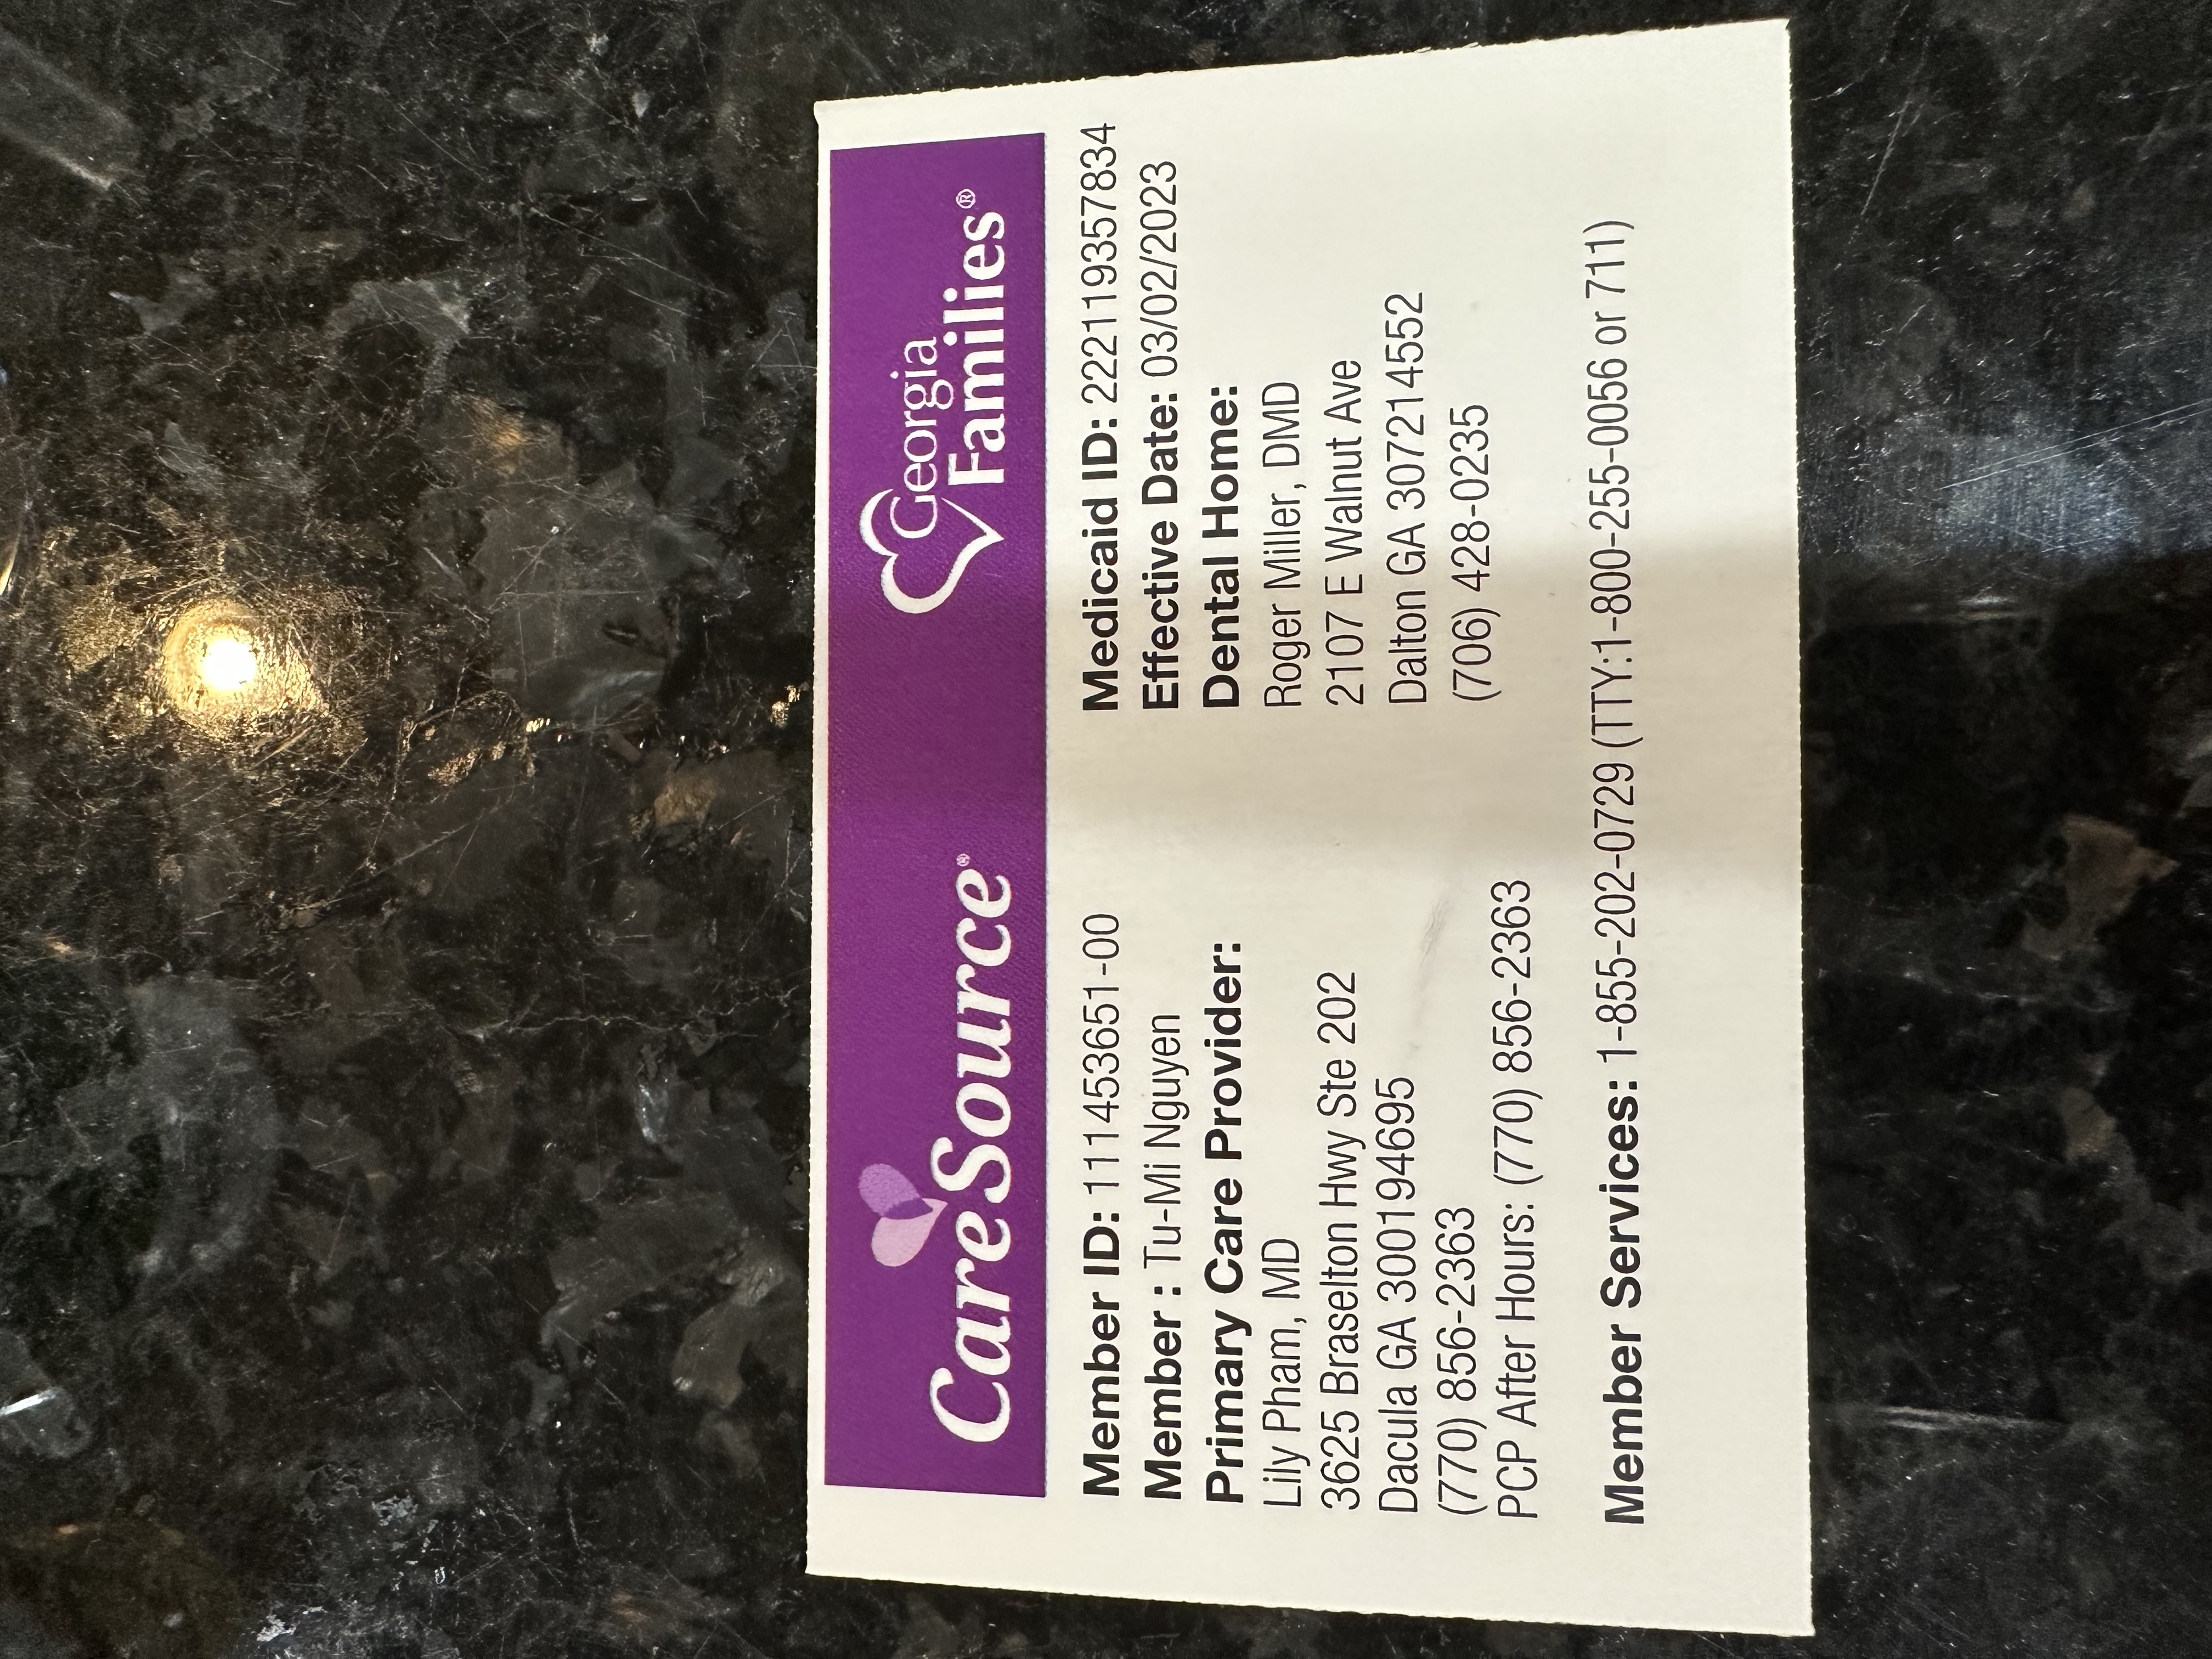 CareSource®
Georgia
Families®
Member ID: 11145365​1-00
Member : Tu-Mi Nguyen
Primary Care Provider:
Lily Pham, MD
3625 Braselton Hwy Ste 202
Dacula GA 300194695
(770) 856-2363
PCP After Hours: (770) 856-2363
Medicaid ID: 222119357834
Effective Date: 03/02/2023
Dental Home:
Roger Miller, DMD
2107 E Walnut Ave
Dalton GA 307214552
(706) 428-0235
Member Services: 1-855-202-0729 (TTY:1-800-255-0056 or 711)